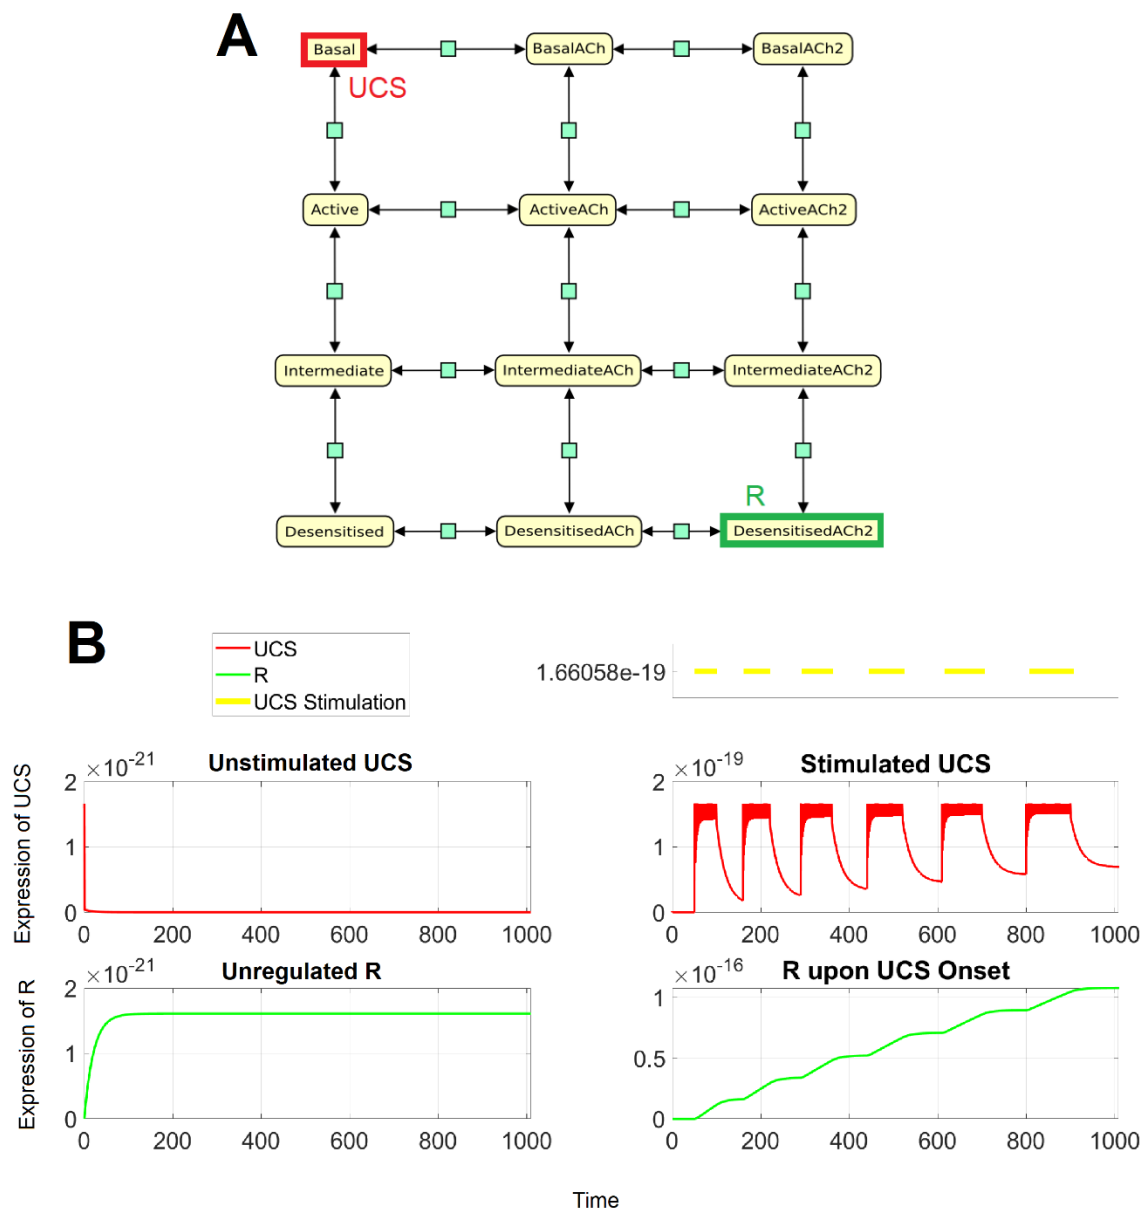 A
Basal
BasalACh
BasalACh2
UCS
Active
ActiveACh
ActiveACh2
Intermediate
IntermediateACh
IntermediateACh2
R
Desensitised
DesensitisedACh
DesensitisedACh2
B
UCS
R
UCS Stimulation
1.66058e-19
Unstimulated UCS
×10-21
Expression of UCS
2
1
0
0 200 400 600 800 1000
Stimulated UCS
×10-19
2
1
0
0 200 400 600 800 1000
Unregulated R
×10-21
Expression of R
2
1
0
0 200 400 600 800 1000
R upon UCS Onset
×10-16
1
0.5
0
0 200 400 600 800 1000
Time